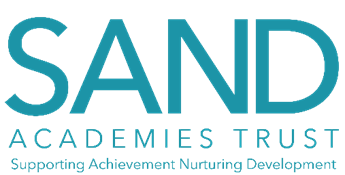 SAND
ACADEMIES TRUST
Supporting Achievement Nurturing Development